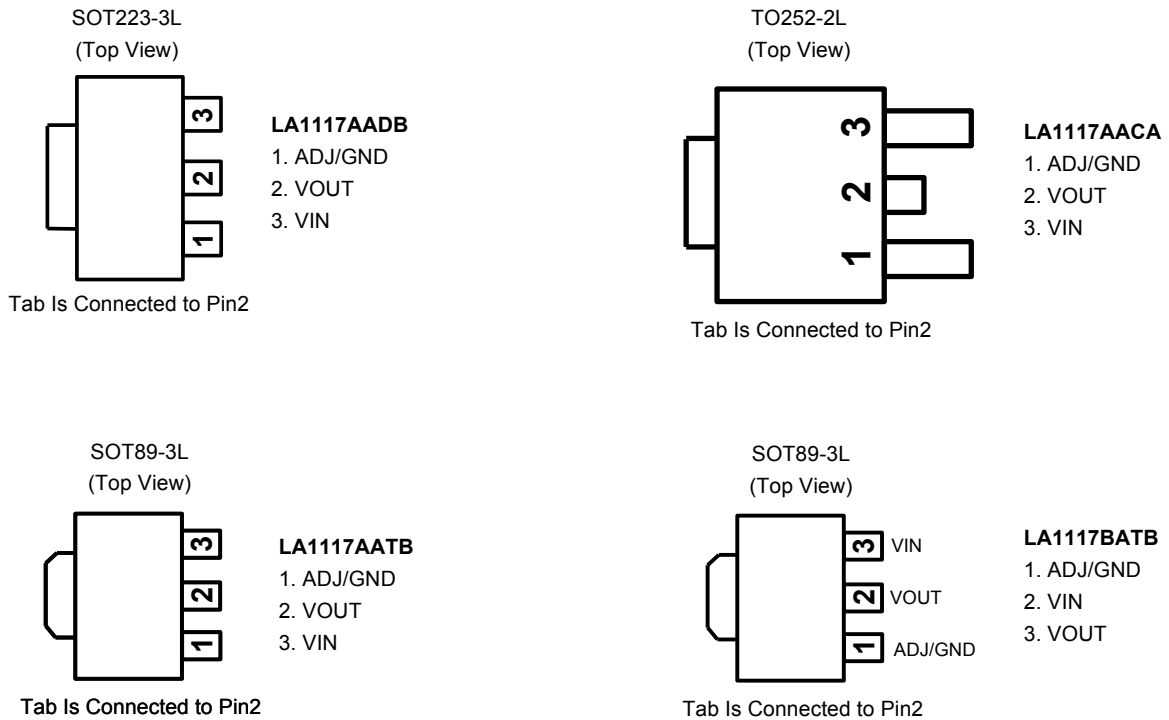 SOT223-3L
(Top View)
3
2
1
LA1117AADB
1. ADJ/GND
2. VOUT
3. VIN
Tab Is Connected to Pin2
TO252-2L
(Top View)
3
2
1
LA1117AACA
1. ADJ/GND
2. VOUT
3. VIN
Tab Is Connected to Pin2
SOT89-3L
(Top View)
3
2
1
LA1117AATB
1. ADJ/GND
2. VOUT
3. VIN
Tab Is Connected to Pin2
SOT89-3L
(Top View)
3 VIN
2 VOUT
1 ADJ/GND
LA1117BATB
1. ADJ/GND
2. VIN
3. VOUT
Tab Is Connected to Pin2